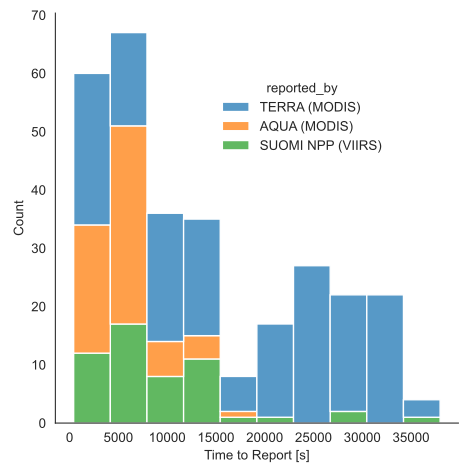 70
60
50
40
30
20
10
0
Count
reported_by
TERRA (MODIS)
AQUA (MODIS)
SUOMI NPP (VIIRS)
0 5000 10000 15000 20000 25000 30000 35000
Time to Report [s]